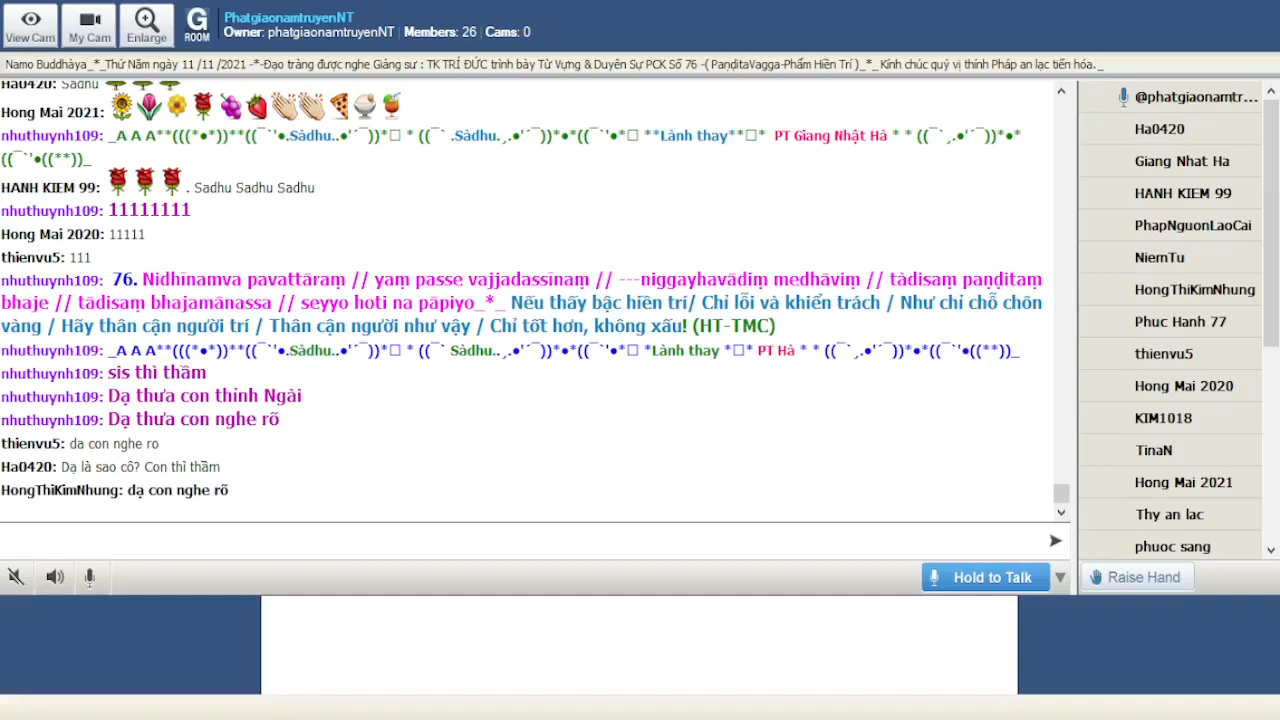 View Cam
My Cam
Enlarge
G
ROOM
PhatgiaonamtruyenNT
Owner: phatgiaonamtruyenNT | Members: 26 | Cams: 0
Namo Buddhàya_*_Thứ Năm ngày 11 /11 /2021 -*-Đạo tràng được nghe Giảng sư : TK TRÍ ĐỨC trình bày Từ Vựng & Duyên Sự PCK Số 76 -( PaṇḍitaVagga-Phẩm Hiền Trí )_*_ Kính chúc quý vị thính Pháp an lạc tiến hóa._
Ha0420: Sadhu
Hong Mai 2021:
nhuthuynh109: _A A A**(((*•*))**((¯`'•.Sàdhu..•'´¯))*□ * ((¯` .Sàdhu.¸.•'´¯))*•*((¯`'•*□ **Lành thay**□* PT Giang Nhật Hà * * ((¯`¸.•'´¯))*•*
((¯`'•((**))_
HANH KIEM 99: . Sadhu Sadhu Sadhu
nhuthuynh109: 11111111
Hong Mai 2020: 11111
thienvu5: 111
nhuthuynh109: 76. Nidhīnaṃva pavattāraṃ // yaṃ passe vajjadassīnaṃ // ---niggayhavādiṃ medhāviṃ // tàdisaṃ paṇḍitaṃ
bhaje // tādisaṃ bhajamānassa // seyyo hoti na pāpiyo_*_ Nếu thấy bậc hiền trí/ Chỉ lỗi và khiển trách / Như chỉ chỗ chôn
vàng / Hãy thân cận người trí / Thân cận người như vậy / Chỉ tốt hơn, không xấu! (HT-TMC)
nhuthuynh109: _A A A**(((*•*))**((¯`'•.Sàdhu..•'´¯))*□ * ((¯` Sàdhu..¸.•'´¯))*•*((¯`'•*□ *Lành thay *□* PT Hà * * ((¯`¸.•'´¯))*•*((¯`'•((**))_
nhuthuynh109: sis thì thầm
nhuthuynh109: Dạ thưa con thỉnh Ngài
nhuthuynh109: Dạ thưa con nghe rõ
thienvu5: da con nghe ro
Ha0420: Dạ là sao cô? Con thì thầm
HongThiKimNhung: dạ con nghe rõ
@phatgiaonamtr...
Ha0420
Giang Nhat Ha
HANH KIEM 99
PhapNguonLaoCai
NiemTu
HongThiKimNhung
Phuc Hanh 77
thienvu5
Hong Mai 2020
KIM1018
TinaN
Hong Mai 2021
Thy an lac
phuoc sang
Hold to Talk
Raise Hand